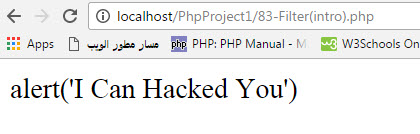 localhost/PhpProject1/83-Filter(intro).php
Apps مسار مطور الويب php PHP: PHP Manual - M W3Schools On
alert('I Can Hacked You')